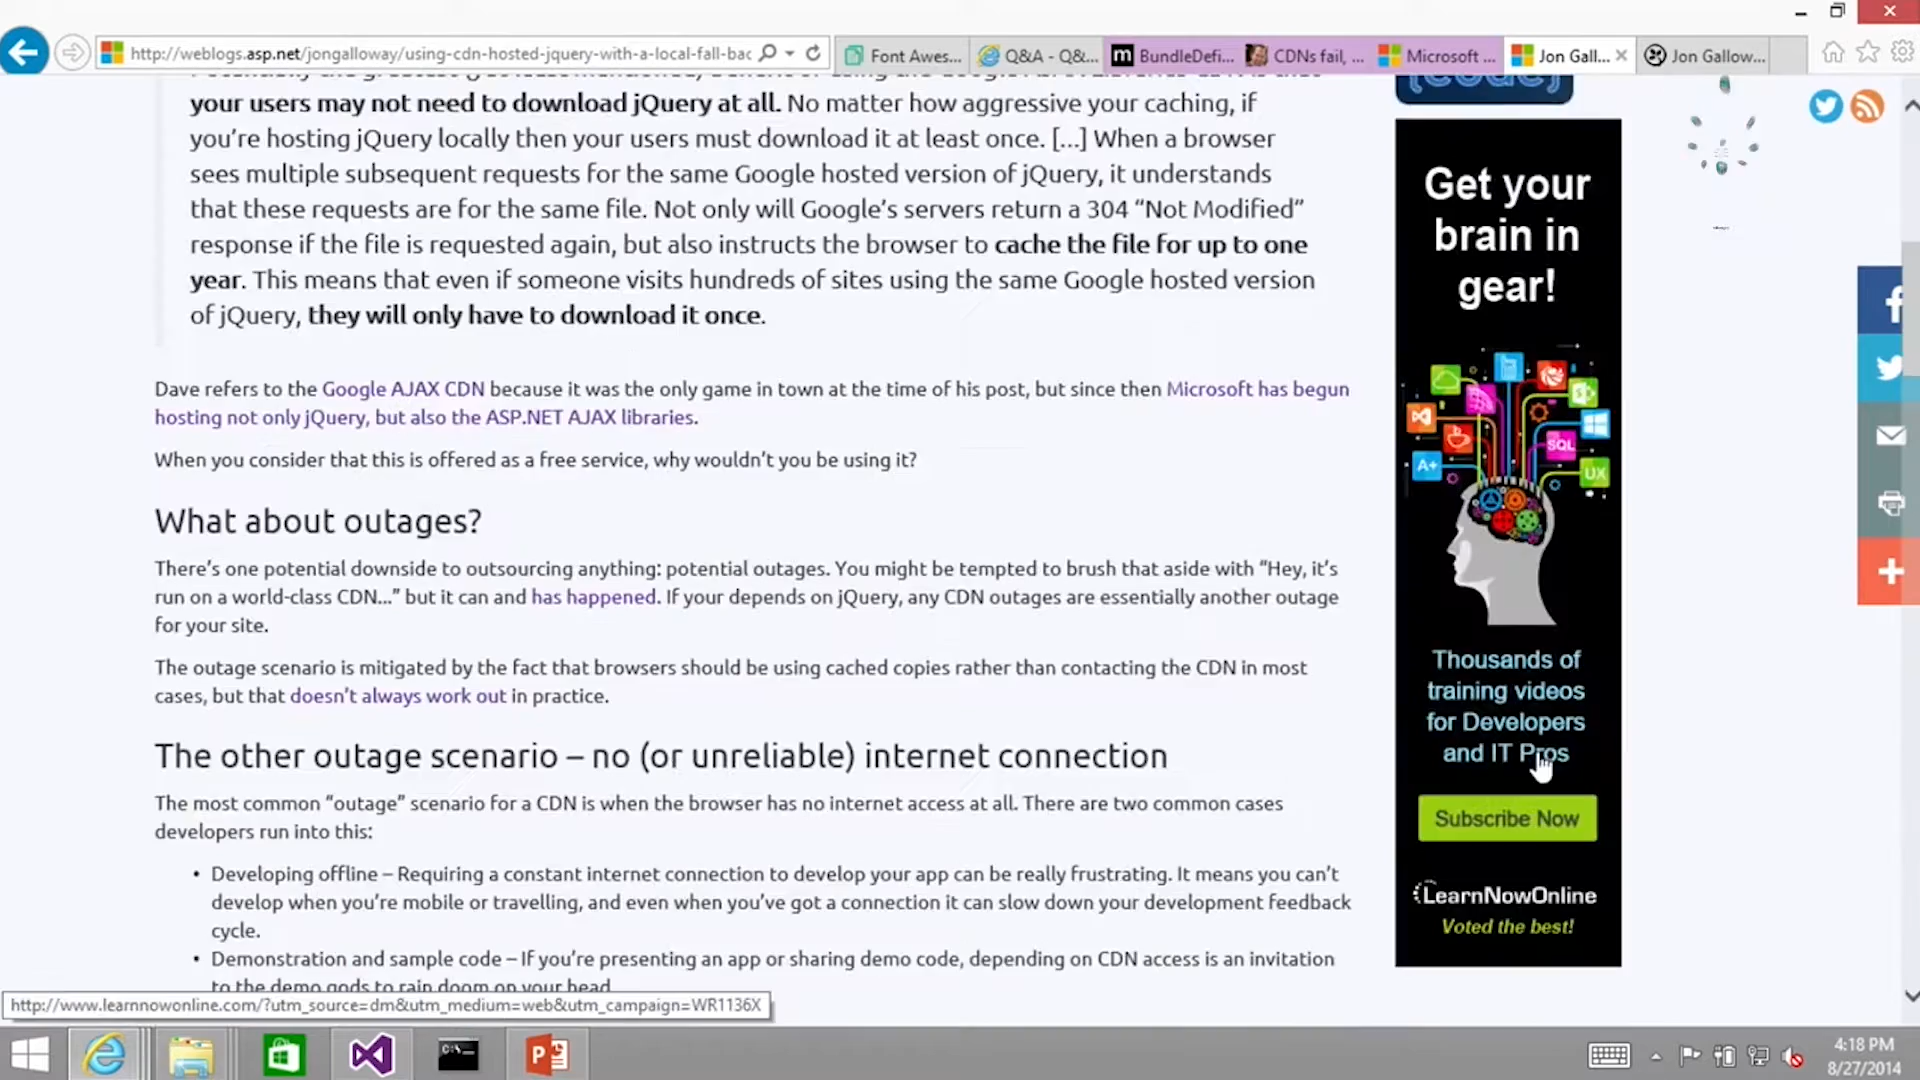 http://weblogs.asp.net/jongalloway/using-cdn-hosted-jquery-with-a-local-fall-bac
Font Awes...
Q&A - Q&...
BundleDefi...
CDNs fail, ...
Microsoft ...
Jon Gall...
Jon Gallow...
your users may not need to download jQuery at all. No matter how aggressive your caching, if
you're hosting jQuery locally then your users must download it at least once. [...] When a browser
sees multiple subsequent requests for the same Google hosted version of jQuery, it understands
that these requests are for the same file. Not only will Google's servers return a 304 "Not Modified"
response if the file is requested again, but also instructs the browser to cache the file for up to one
year. This means that even if someone visits hundreds of sites using the same Google hosted version
of jQuery, they will only have to download it once.
Dave refers to the Google AJAX CDN because it was the only game in town at the time of his post, but since then Microsoft has begun
hosting not only jQuery, but also the ASP.NET AJAX libraries.
When you consider that this is offered as a free service, why wouldn't you be using it?
What about outages?
There's one potential downside to outsourcing anything: potential outages. You might be tempted to brush that aside with "Hey, it's
run on a world-class CDN..." but it can and has happened. If your depends on jQuery, any CDN outages are essentially another outage
for your site.
The outage scenario is mitigated by the fact that browsers should be using cached copies rather than contacting the CDN in most
cases, but that doesn't always work out in practice.
The other outage scenario – no (or unreliable) internet connection
The most common "outage" scenario for a CDN is when the browser has no internet access at all. There are two common cases
developers run into this:
• Developing offline – Requiring a constant internet connection to develop your app can be really frustrating. It means you can't
develop when you're mobile or travelling, and even when you've got a connection it can slow down your development feedback
cycle.
• Demonstration and sample code – If you're presenting an app or sharing demo code, depending on CDN access is an invitation
to the demo gods to rain doom on your head
{code}
Get your
brain in
gear!
SQL
A+
UX
Thousands of
training videos
for Developers
and IT Pros
Subscribe Now
LearnNowOnline
Voted the best!
http://www.learnnowonline.com/?utm_source=dm&utm_medium=web&utm_campaign=WR1136X
4:18 PM
8/27/2014